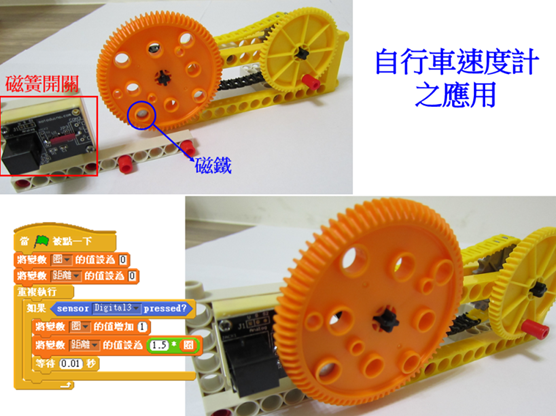 自行車速度計
之應用
磁簧開關
磁鐵
當 被點一下
將變數 圈 的值設為 0
將變數 距離 的值設為 0
重複執行
如果 sensor Digital3 pressed?
將變數 圈 的值增加 1
將變數 距離 的值設為 1.5 * 圈
等待 0.01 秒